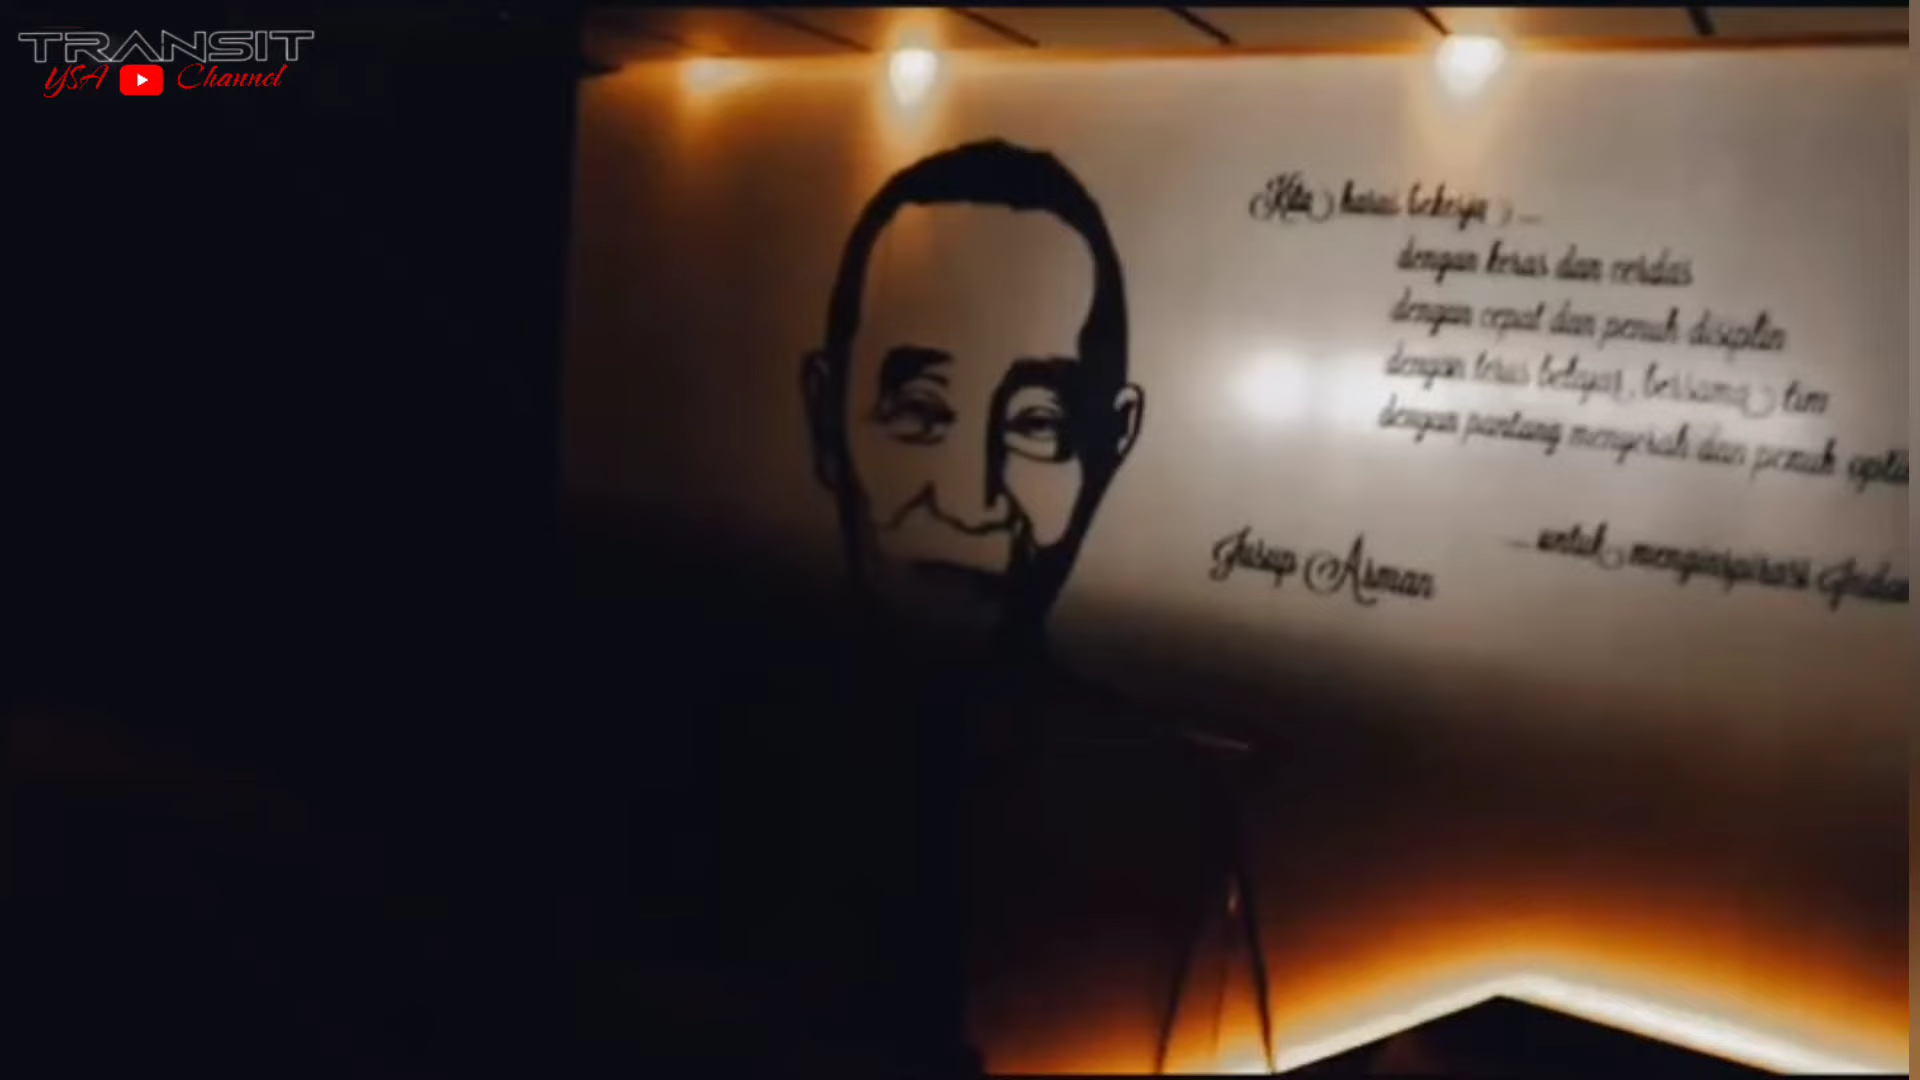 TRANSIT
YSA Channel
Kita harus bekerja ...
dengan keras dan cerdas
dengan cepat dan penuh disiplin
dengan terus belajar, bersama tim
dengan pantang menyerah dan penuh
... untuk menginspirasi
Jusup Arman